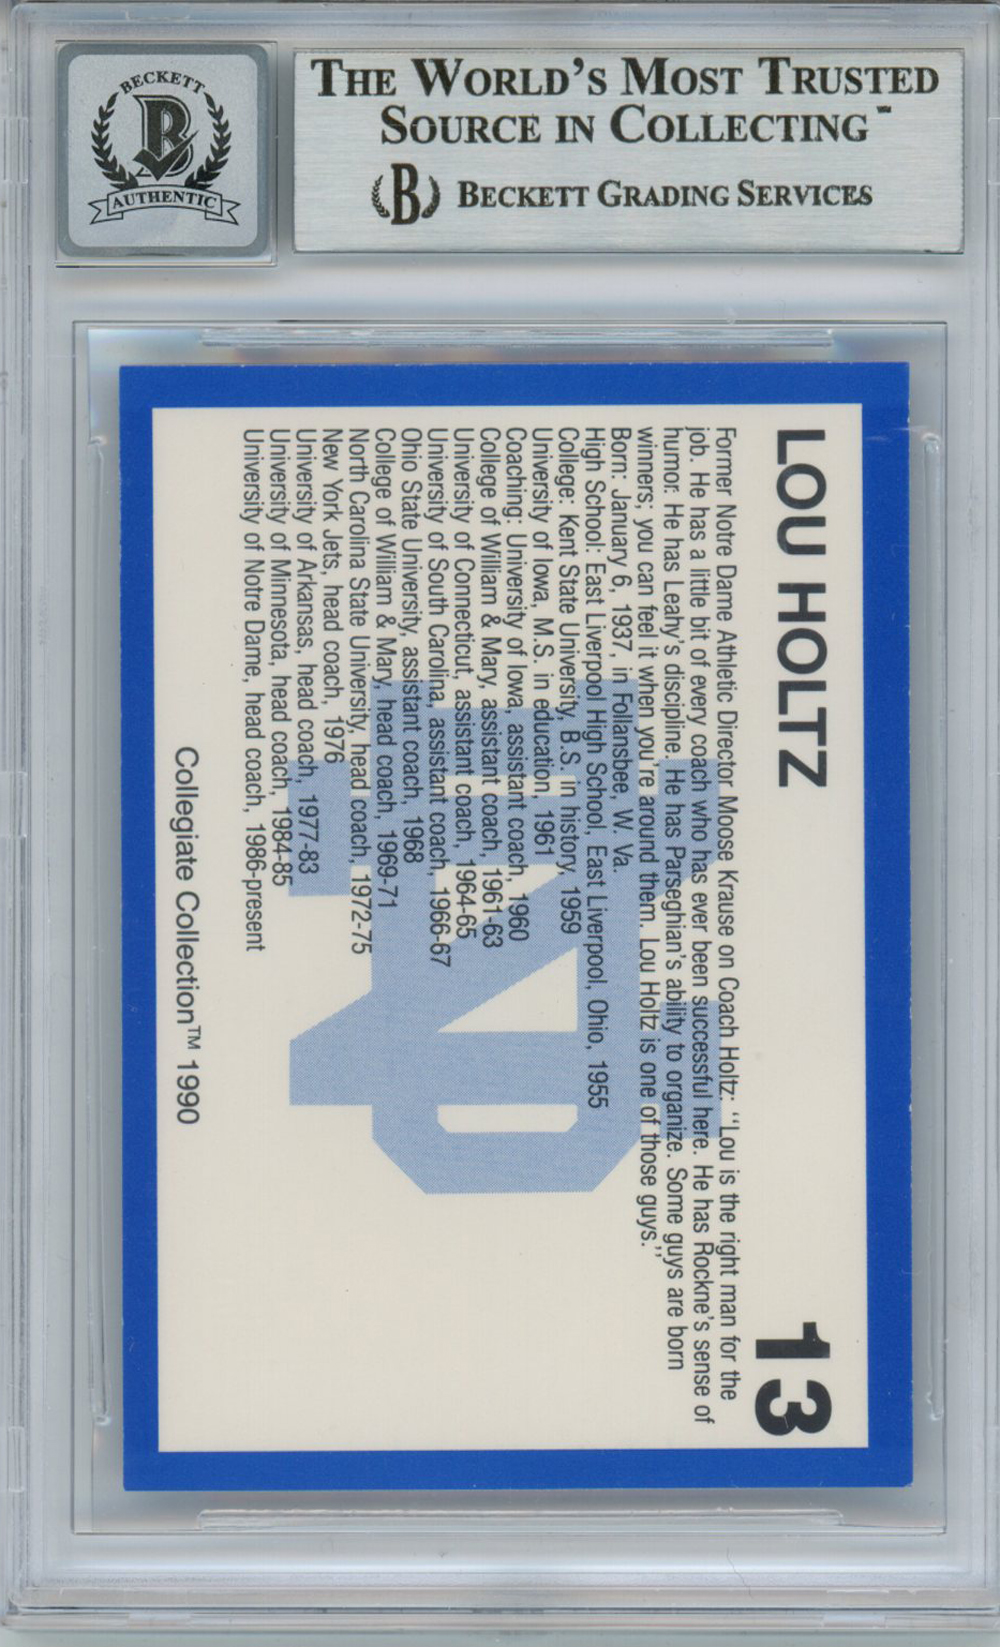 BECKETT
B
AUTHENTIC
THE WORLD'S MOST TRUSTED
SOURCE IN COLLECTING™
B BECKETT GRADING SERVICES
LOU HOLTZ 13
Former Notre Dame Athletic Director Moose Krause on Coach Holtz: "Lou is the right man for the
job. He has a little bit of every coach who has ever been successful here. He has Rockne's sense of
humor. He has Leahy's discipline. He has Parseghian's ability to organize. Some guys are born
winners; you can feel it when you're around them. Lou Holtz is one of those guys."
Born: January 6, 1937, in Follansbee, W. Va.
High School: East Liverpool High School, East Liverpool, Ohio, 1955
College: Kent State University, B.S. in history, 1959
University of Iowa, M.S. in education, 1961
Coaching: University of Iowa, assistant coach, 1960
College of William & Mary, assistant coach, 1961-63
University of Connecticut, assistant coach, 1964-65
University of South Carolina, assistant coach, 1966-67
Ohio State University, assistant coach, 1968
College of William & Mary, head coach, 1969-71
North Carolina State University, head coach, 1972-75
New York Jets, head coach, 1976
University of Arkansas, head coach, 1977-83
University of Minnesota, head coach, 1984-85
University of Notre Dame, head coach, 1986-present
Collegiate Collection™ 1990